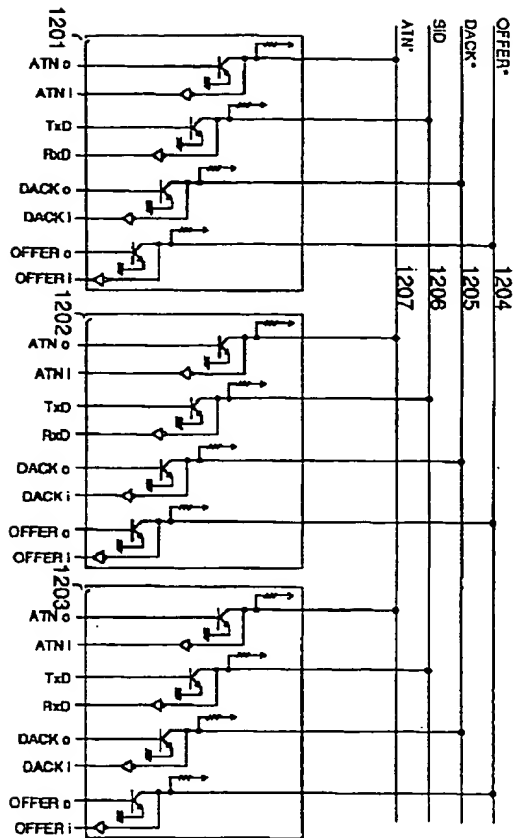 ATN*
SiD
DACK*
OFFER*
1207
1206
1205
1204
1201
ATN o
ATN I
TxD
RxD
DACK o
DACK i
OFFER o
OFFER i
1202
ATN o
ATN I
TxD
RxD
DACK o
DACK i
OFFER o
OFFER i
1203
ATN o
ATN I
TxD
RxD
DACK o
DACK I
OFFER o
OFFER i